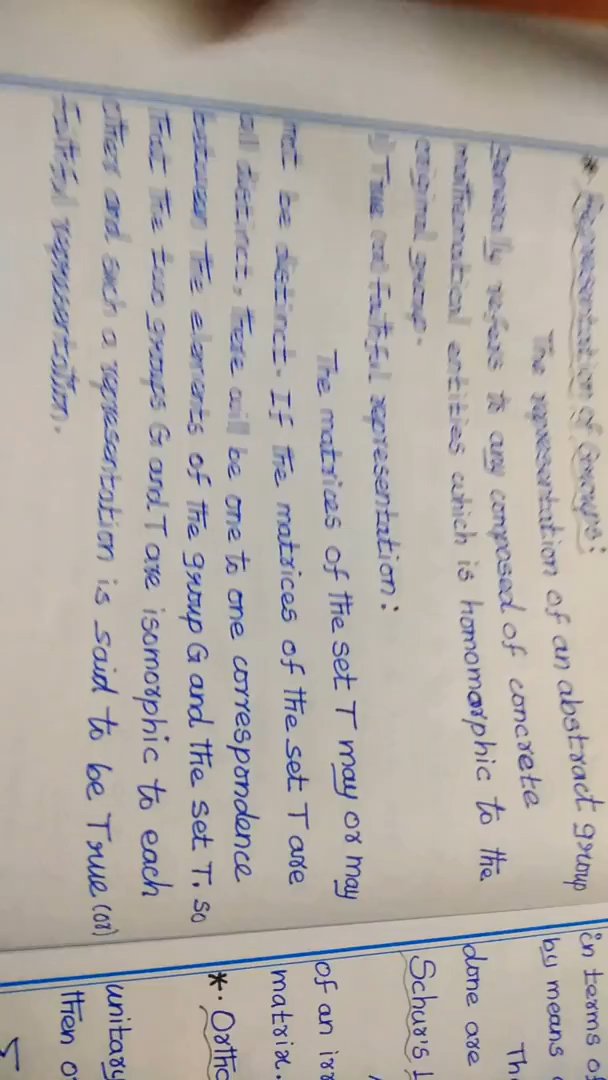 * Representation of Groups:
The representation of an abstract group
generally refers to any composed of concrete
mathematical entities which is homomorphic to the
original group.
1) True (or) faithful representation:
The matrices of the set T may or may
not be distinct. If the matrices of the set T are
all distinct, there will be one to one correspondence
between the elements of the group G and the set T. So
that the two groups G and T are isomorphic to each
other and such a representation is said to be True (or)
faithful representation.
in terms of
by means
Th
done are
Schur's
of an irr
matrix.
* Ortho
unitary
then